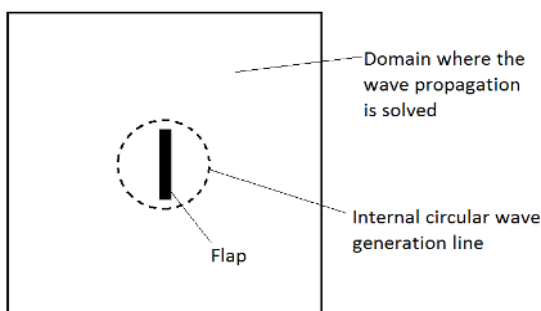 Domain where the
wave propagation
is solved
Internal circular wave
generation line
Flap